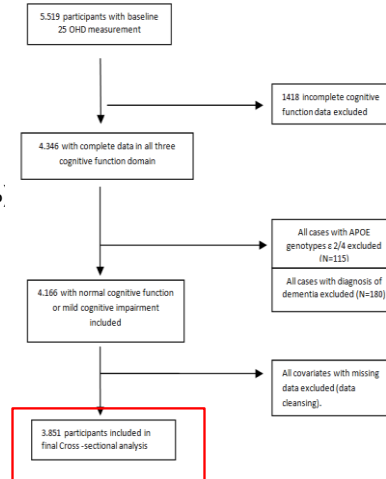 5.519 participants with baseline
25 OHD measurement
1418 incomplete cognitive
function data excluded
4.346 with complete data in all three
cognitive function domain
All cases with APOE
genotypes ε 2/4 excluded
(N=115)
All cases with diagnosis of
dementia excluded (N=180)
4.166 with normal cognitive function
or mild cognitive impairment
included
All covariates with missing
data excluded (data
cleansing).
3.851 participants included in
final Cross -sectional analysis